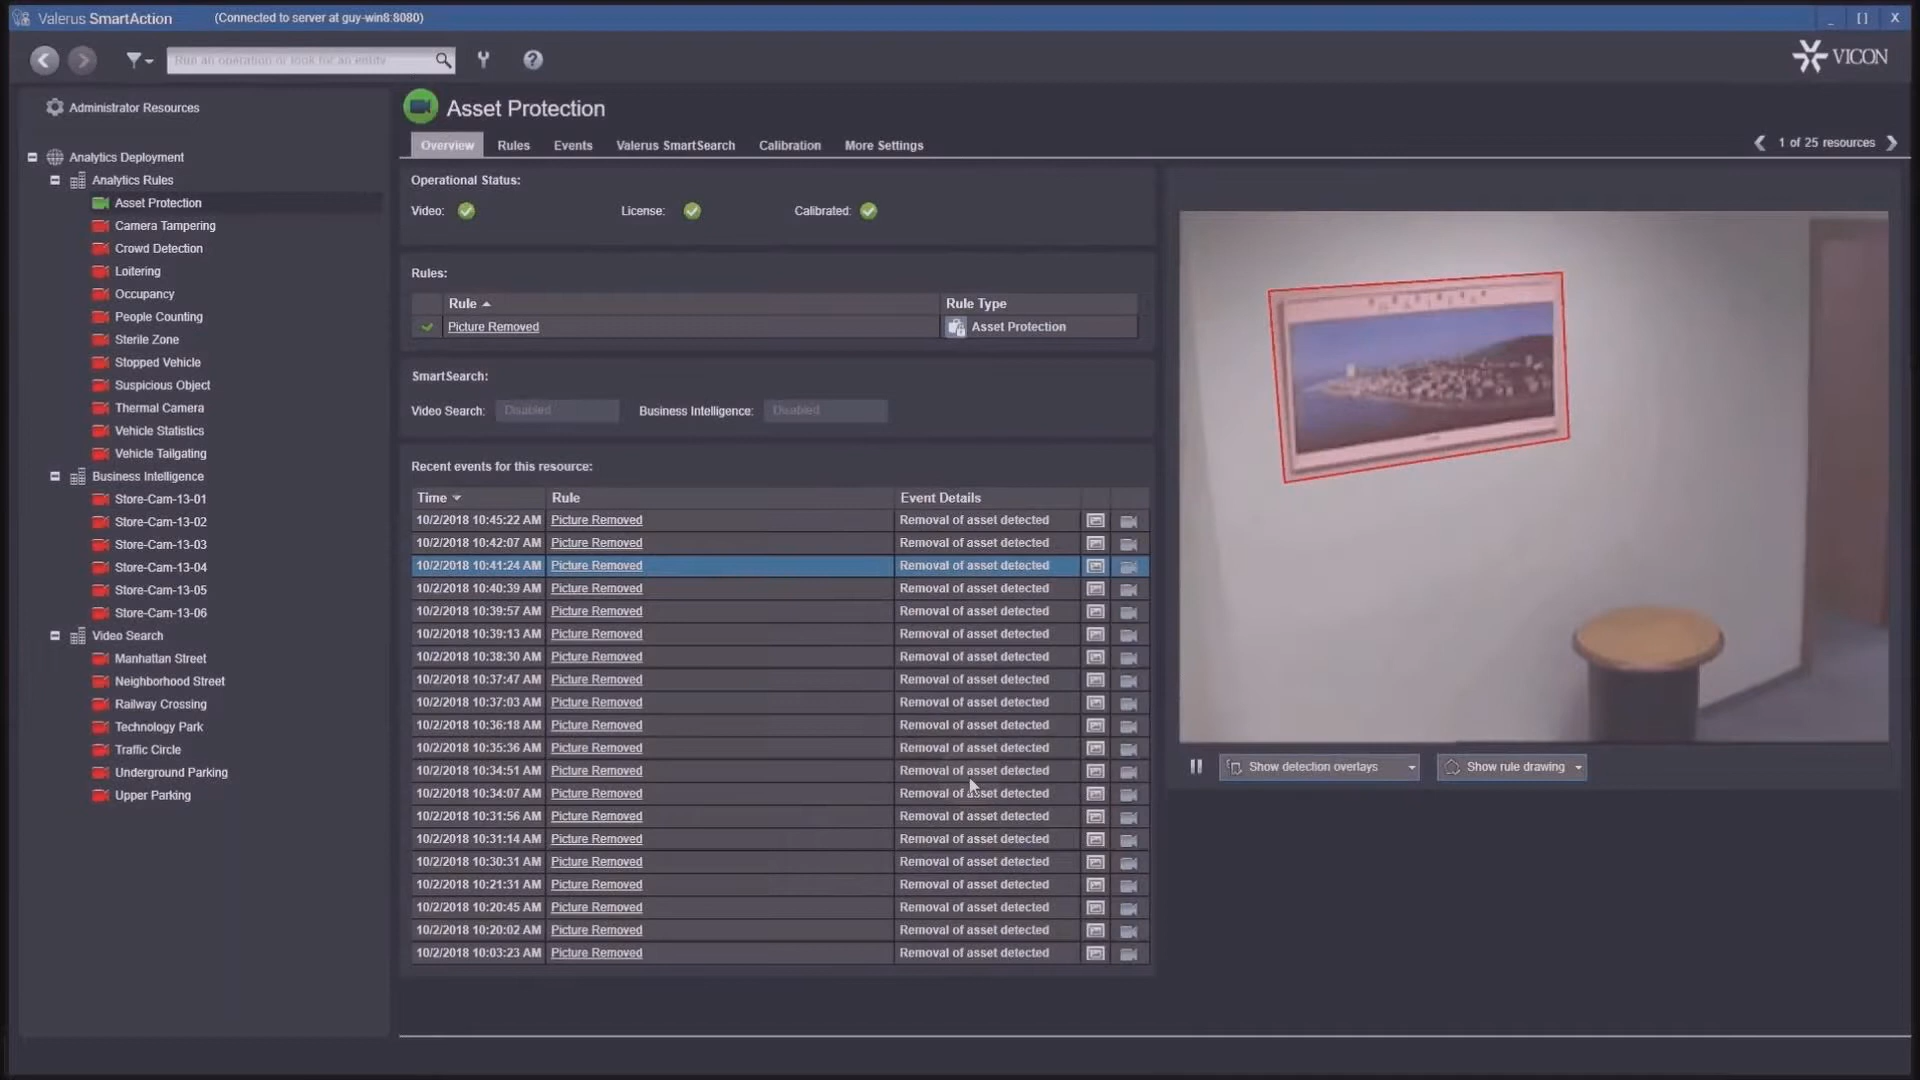 Valerus SmartAction (Connected to server at guy-win8:8080)
Run an operation or look for an entity
VICON
Administrator Resources
Analytics Deployment
Analytics Rules
Asset Protection
Camera Tampering
Crowd Detection
Loitering
Occupancy
People Counting
Sterile Zone
Stopped Vehicle
Suspicious Object
Thermal Camera
Vehicle Statistics
Vehicle Tailgating
Business Intelligence
Store-Cam-13-01
Store-Cam-13-02
Store-Cam-13-03
Store-Cam-13-04
Store-Cam-13-05
Store-Cam-13-06
Video Search
Manhattan Street
Neighborhood Street
Railway Crossing
Technology Park
Traffic Circle
Underground Parking
Upper Parking
Asset Protection
Overview Rules Events Valerus SmartSearch Calibration More Settings
1 of 25 resources
Operational Status:
Video: License: Calibrated:
Rules:
Rule Rule Type
Picture Removed Asset Protection
SmartSearch:
Video Search: Disabled Business Intelligence: Disabled
Recent events for this resource:
Time Rule Event Details
10/2/2018 10:45:22 AM Picture Removed Removal of asset detected
10/2/2018 10:42:07 AM Picture Removed Removal of asset detected
10/2/2018 10:41:24 AM Picture Removed Removal of asset detected
10/2/2018 10:40:39 AM Picture Removed Removal of asset detected
10/2/2018 10:39:57 AM Picture Removed Removal of asset detected
10/2/2018 10:39:13 AM Picture Removed Removal of asset detected
10/2/2018 10:38:30 AM Picture Removed Removal of asset detected
10/2/2018 10:37:47 AM Picture Removed Removal of asset detected
10/2/2018 10:37:03 AM Picture Removed Removal of asset detected
10/2/2018 10:36:18 AM Picture Removed Removal of asset detected
10/2/2018 10:35:36 AM Picture Removed Removal of asset detected
10/2/2018 10:34:51 AM Picture Removed Removal of asset detected
10/2/2018 10:34:07 AM Picture Removed Removal of asset detected
10/2/2018 10:31:56 AM Picture Removed Removal of asset detected
10/2/2018 10:31:14 AM Picture Removed Removal of asset detected
10/2/2018 10:30:31 AM Picture Removed Removal of asset detected
10/2/2018 10:21:31 AM Picture Removed Removal of asset detected
10/2/2018 10:20:45 AM Picture Removed Removal of asset detected
10/2/2018 10:20:02 AM Picture Removed Removal of asset detected
10/2/2018 10:03:23 AM Picture Removed Removal of asset detected
Show detection overlays Show rule drawing